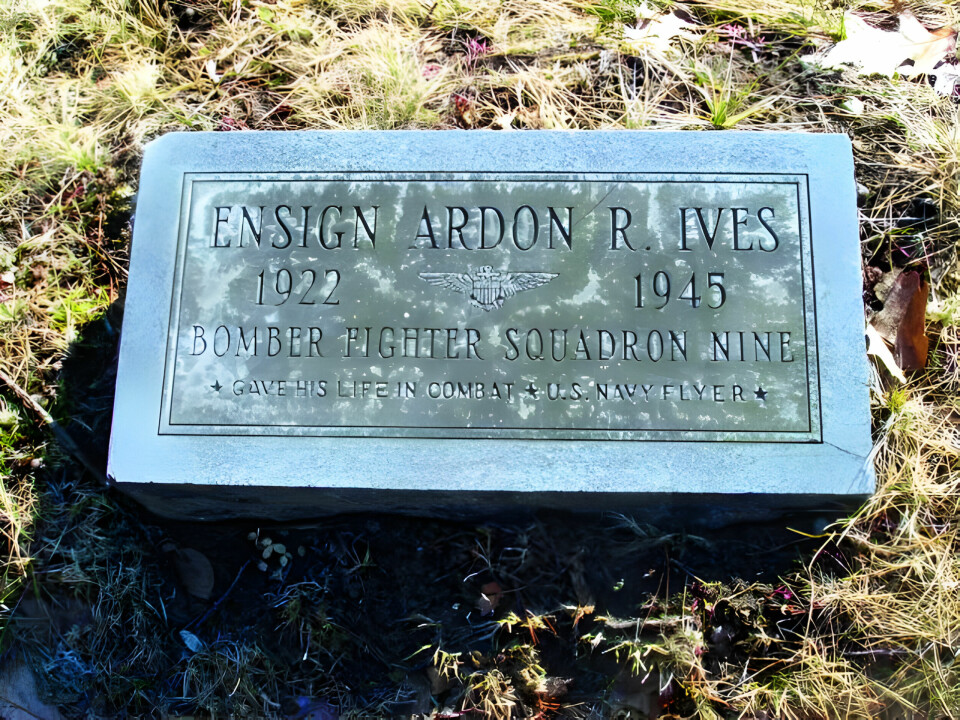 ENSIGN ARDON R. IVES
1922 1945
BOMBER FIGHTER SQUADRON NINE
★ GAVE HIS LIFE IN COMBAT ★ U.S. NAVY FLYER ★